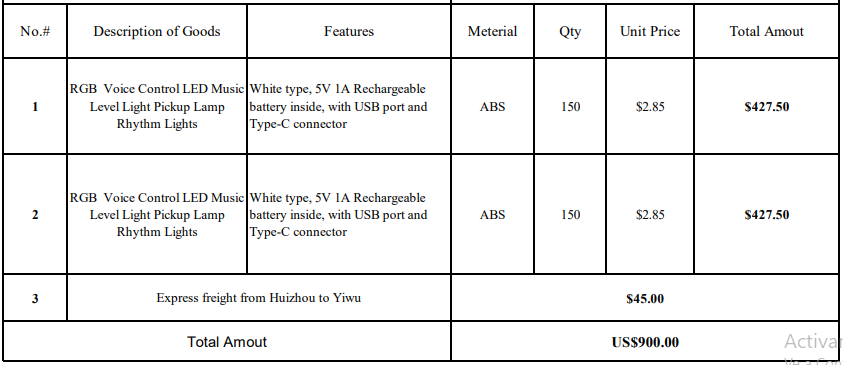 No.# Description of Goods Features Meterial Qty Unit Price Total Amout
1 RGB Voice Control LED Music Level Light Pickup Lamp Rhythm Lights White type, 5V 1A Rechargeable battery inside, with USB port and Type-C connector ABS 150 $2.85 $427.50
2 RGB Voice Control LED Music Level Light Pickup Lamp Rhythm Lights White type, 5V 1A Rechargeable battery inside, with USB port and Type-C connector ABS 150 $2.85 $427.50
3 Express freight from Huizhou to Yiwu $45.00
Total Amout US$900.00
Activa